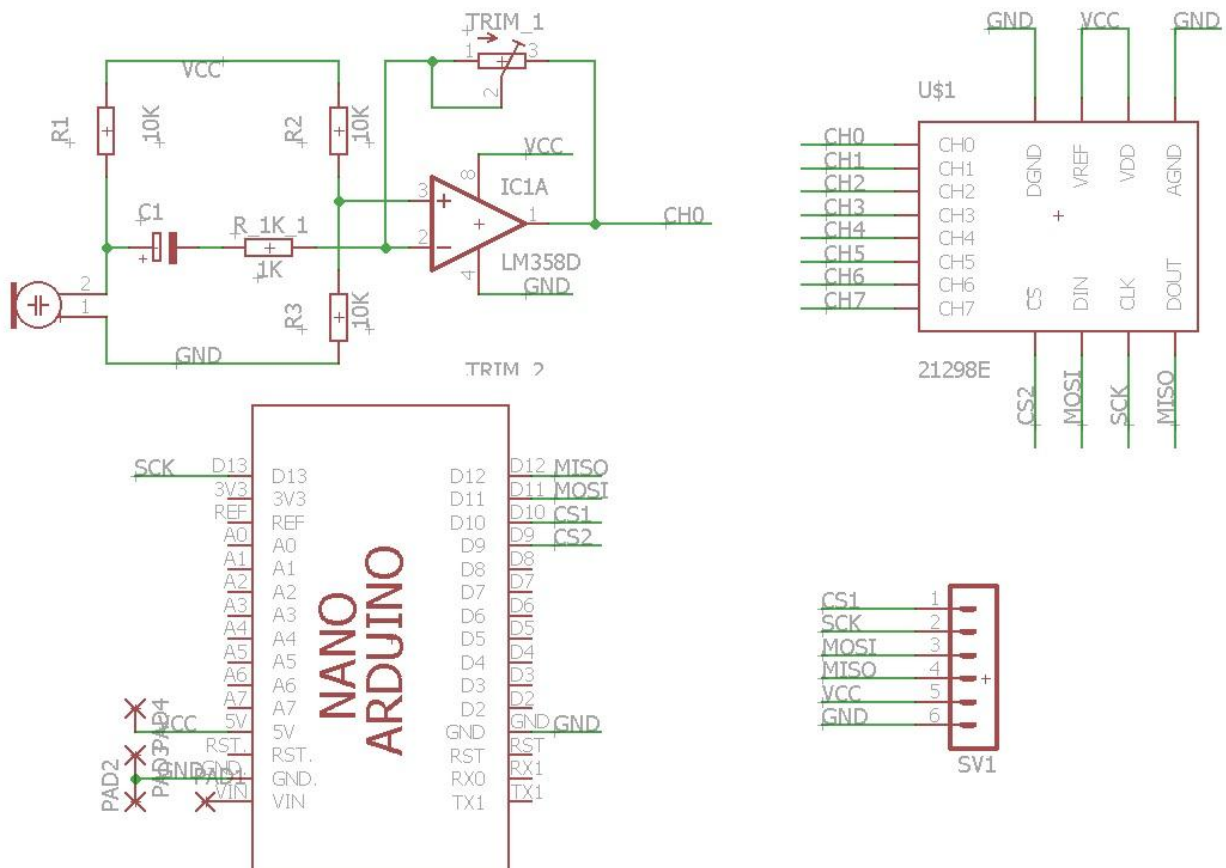 TRIM_1
1
3
2
VCC
R1
10K
R2
10K
8
VCC
IC1A
3
+
2
-
1
CH0
4
LM358D
GND
C1
+
R_1K_1
1K
2
1
R3
10K
GND
TRIM_2
GND
VCC
GND
U$1
CH0
CH0
CH1
CH1
CH2
CH2
CH3
CH3
CH4
CH4
CH5
CH5
CH6
CH6
CH7
CH7
DGND
VREF
VDD
AGND
CS
DIN
CLK
DOUT
21298E
CS2
MOSI
SCK
MISO
SCK
D13
D13
3V3
3V3
REF
REF
A0
A0
A1
A1
A2
A2
A3
A3
A4
A4
A5
A5
A6
A6
A7
A7
VCC
5V
5V
RST.
RST.
GND
GND.
GND.
VIN
VIN
PAD4
PAD3
PAD2
PAD1
NANO
ARDUINO
D12
D12
MISO
D11
D11
MOSI
D10
D10
CS1
D9
D9
CS2
D8
D8
D7
D7
D6
D6
D5
D5
D4
D4
D3
D3
D2
D2
GND
GND
GND
RST
RST
RX0
RX1
TX1
TX1
CS1
1
SCK
2
MOSI
3
MISO
4
VCC
5
GND
6
SV1